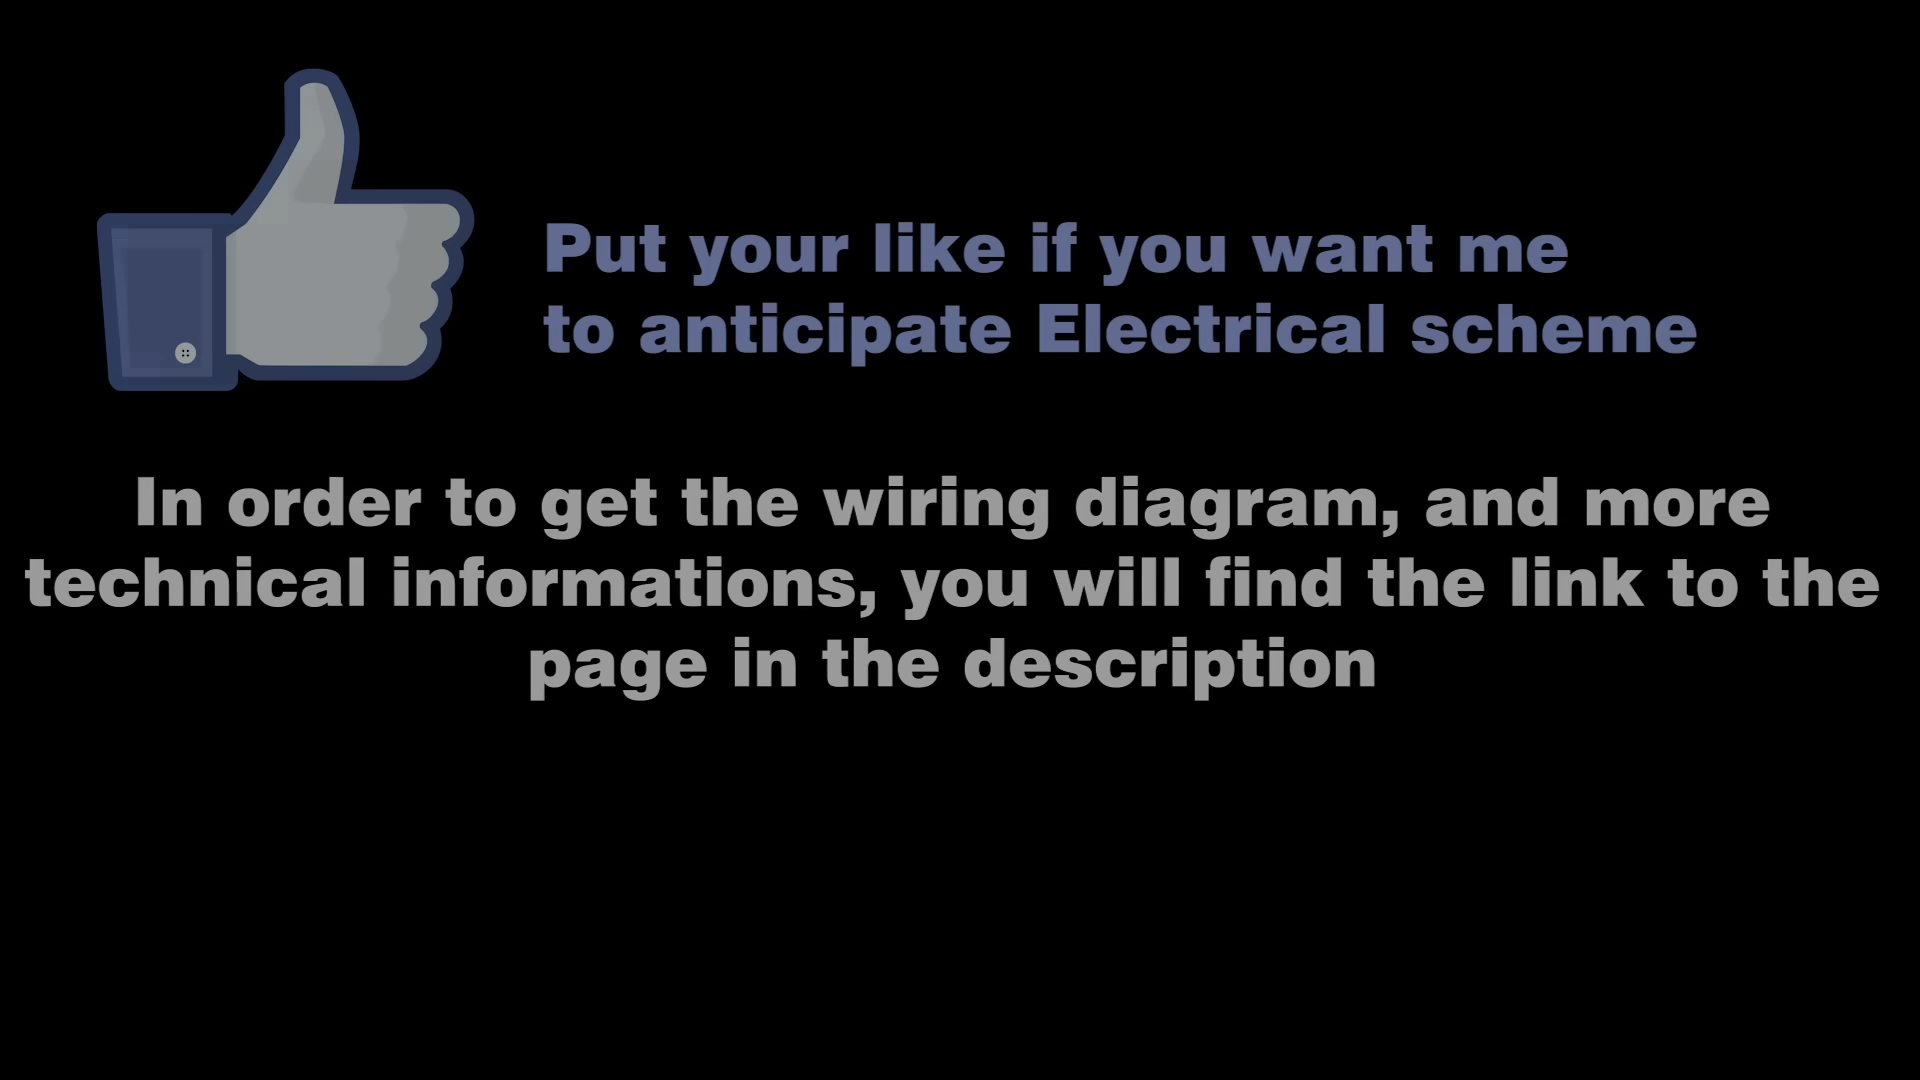 Put your like if you want me
to anticipate Electrical scheme
In order to get the wiring diagram, and more
technical informations, you will find the link to the
page in the description